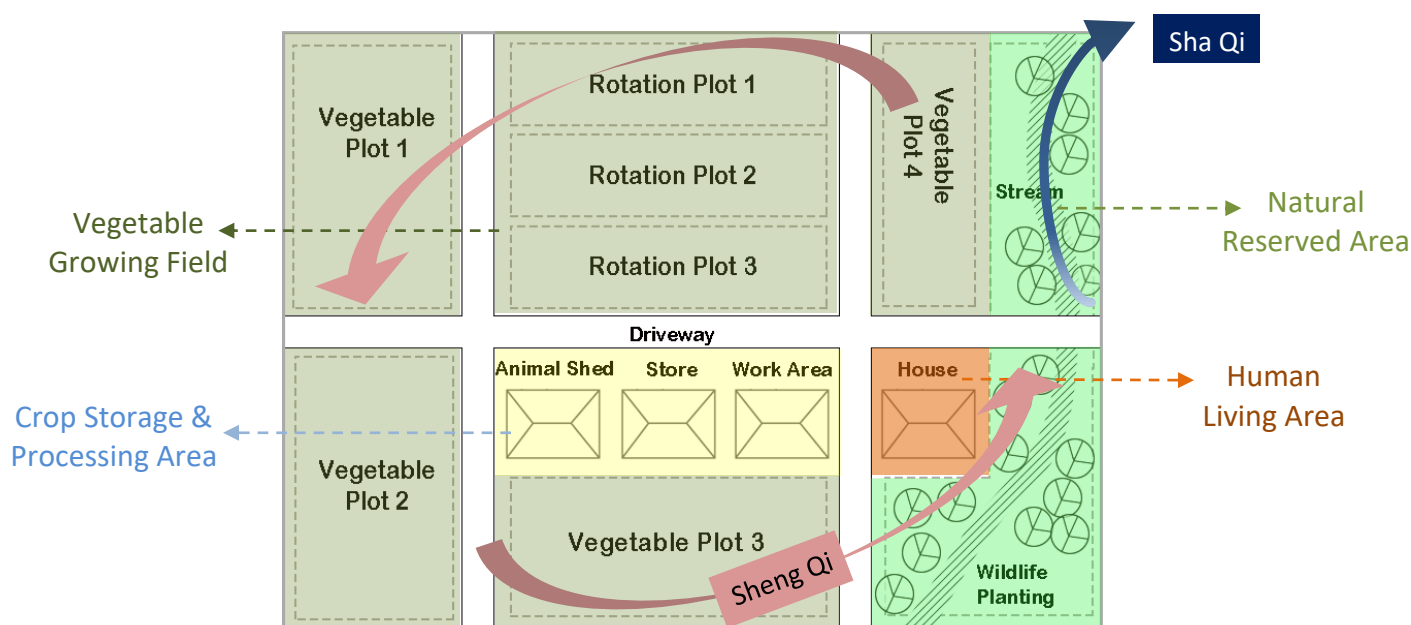 Sha Qi
Vegetable
Plot 1
Rotation Plot 1
Rotation Plot 2
Rotation Plot 3
Vegetable
Plot 4
Stream
Vegetable
Growing Field
Natural
Reserved Area
Driveway
Animal Shed
Store
Work Area
House
Human
Living Area
Crop Storage &
Processing Area
Vegetable
Plot 2
Vegetable Plot 3
Sheng Qi
Wildlife
Planting